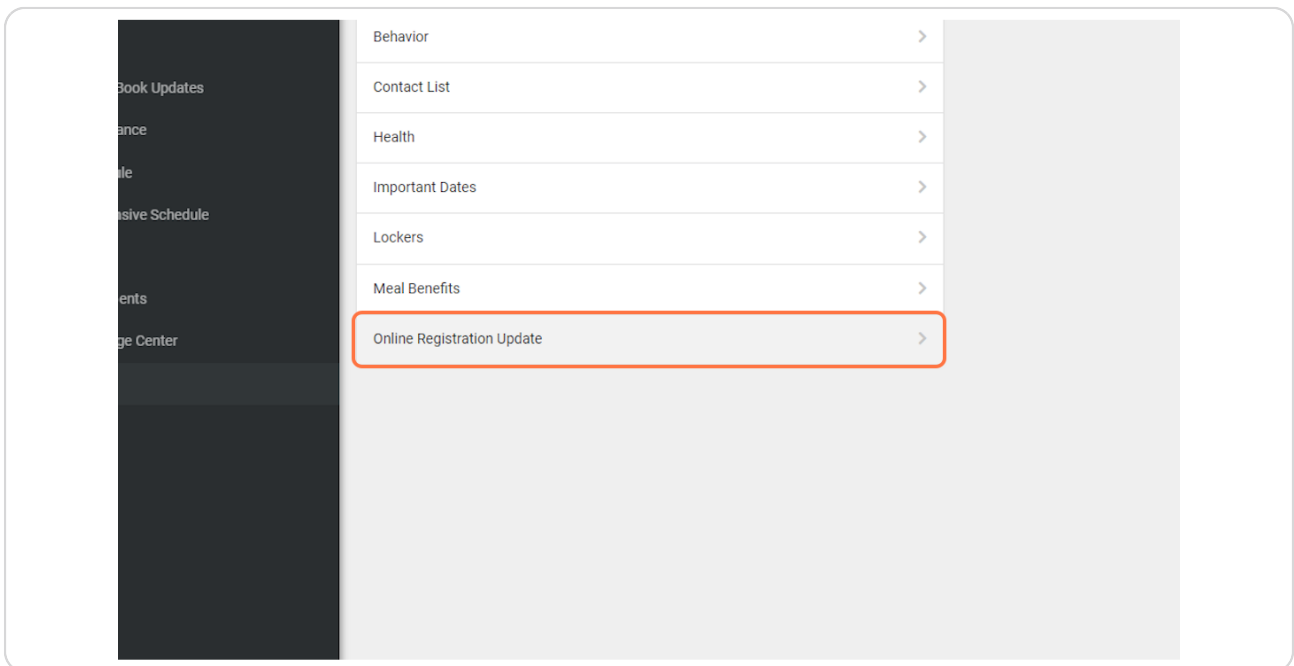 Book Updates
ance
ule
nsive Schedule
ents
ge Center
Behavior
Contact List
Health
Important Dates
Lockers
Meal Benefits
Online Registration Update